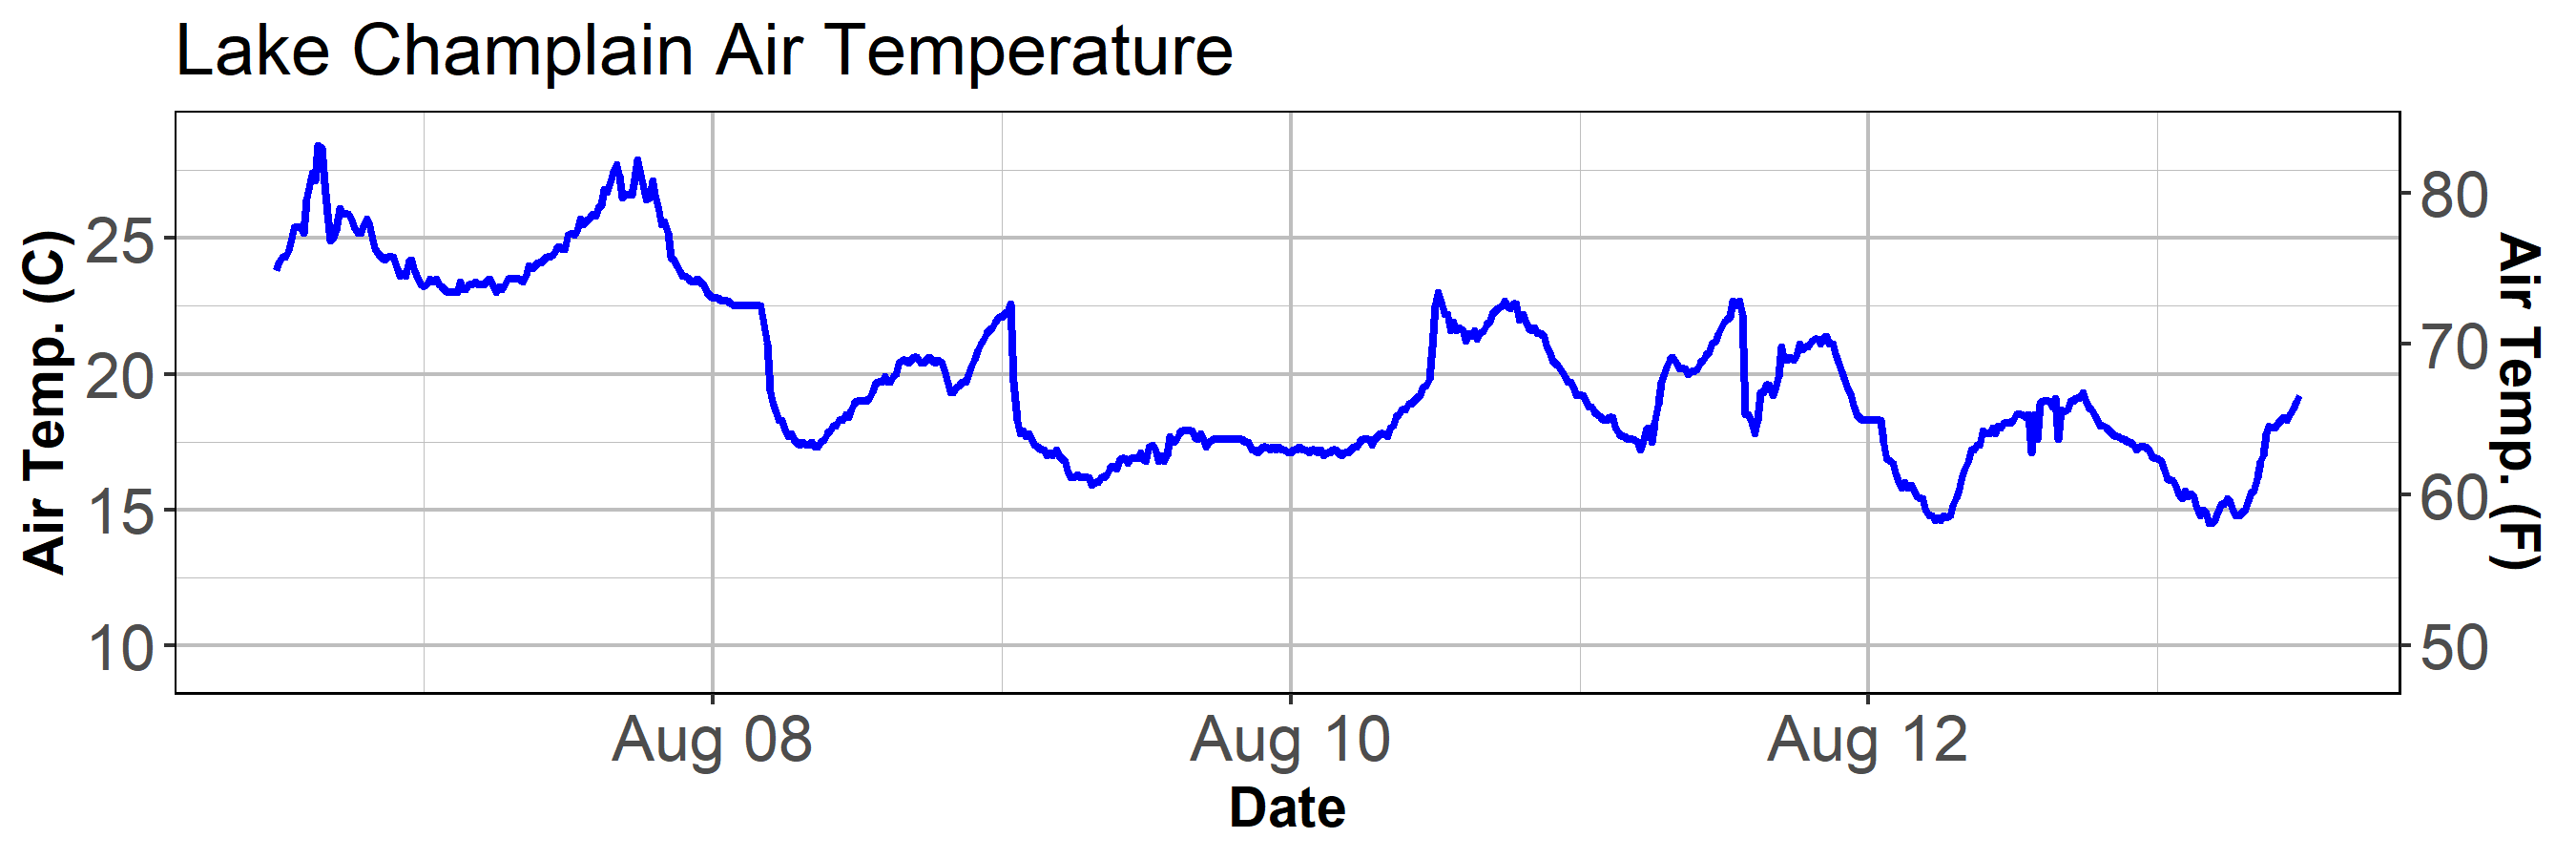 Lake Champlain Air Temperature
Air Temp. (C)
25
20
15
10
80
70
60
50
Air Temp. (F)
Aug 08
Aug 10
Aug 12
Date